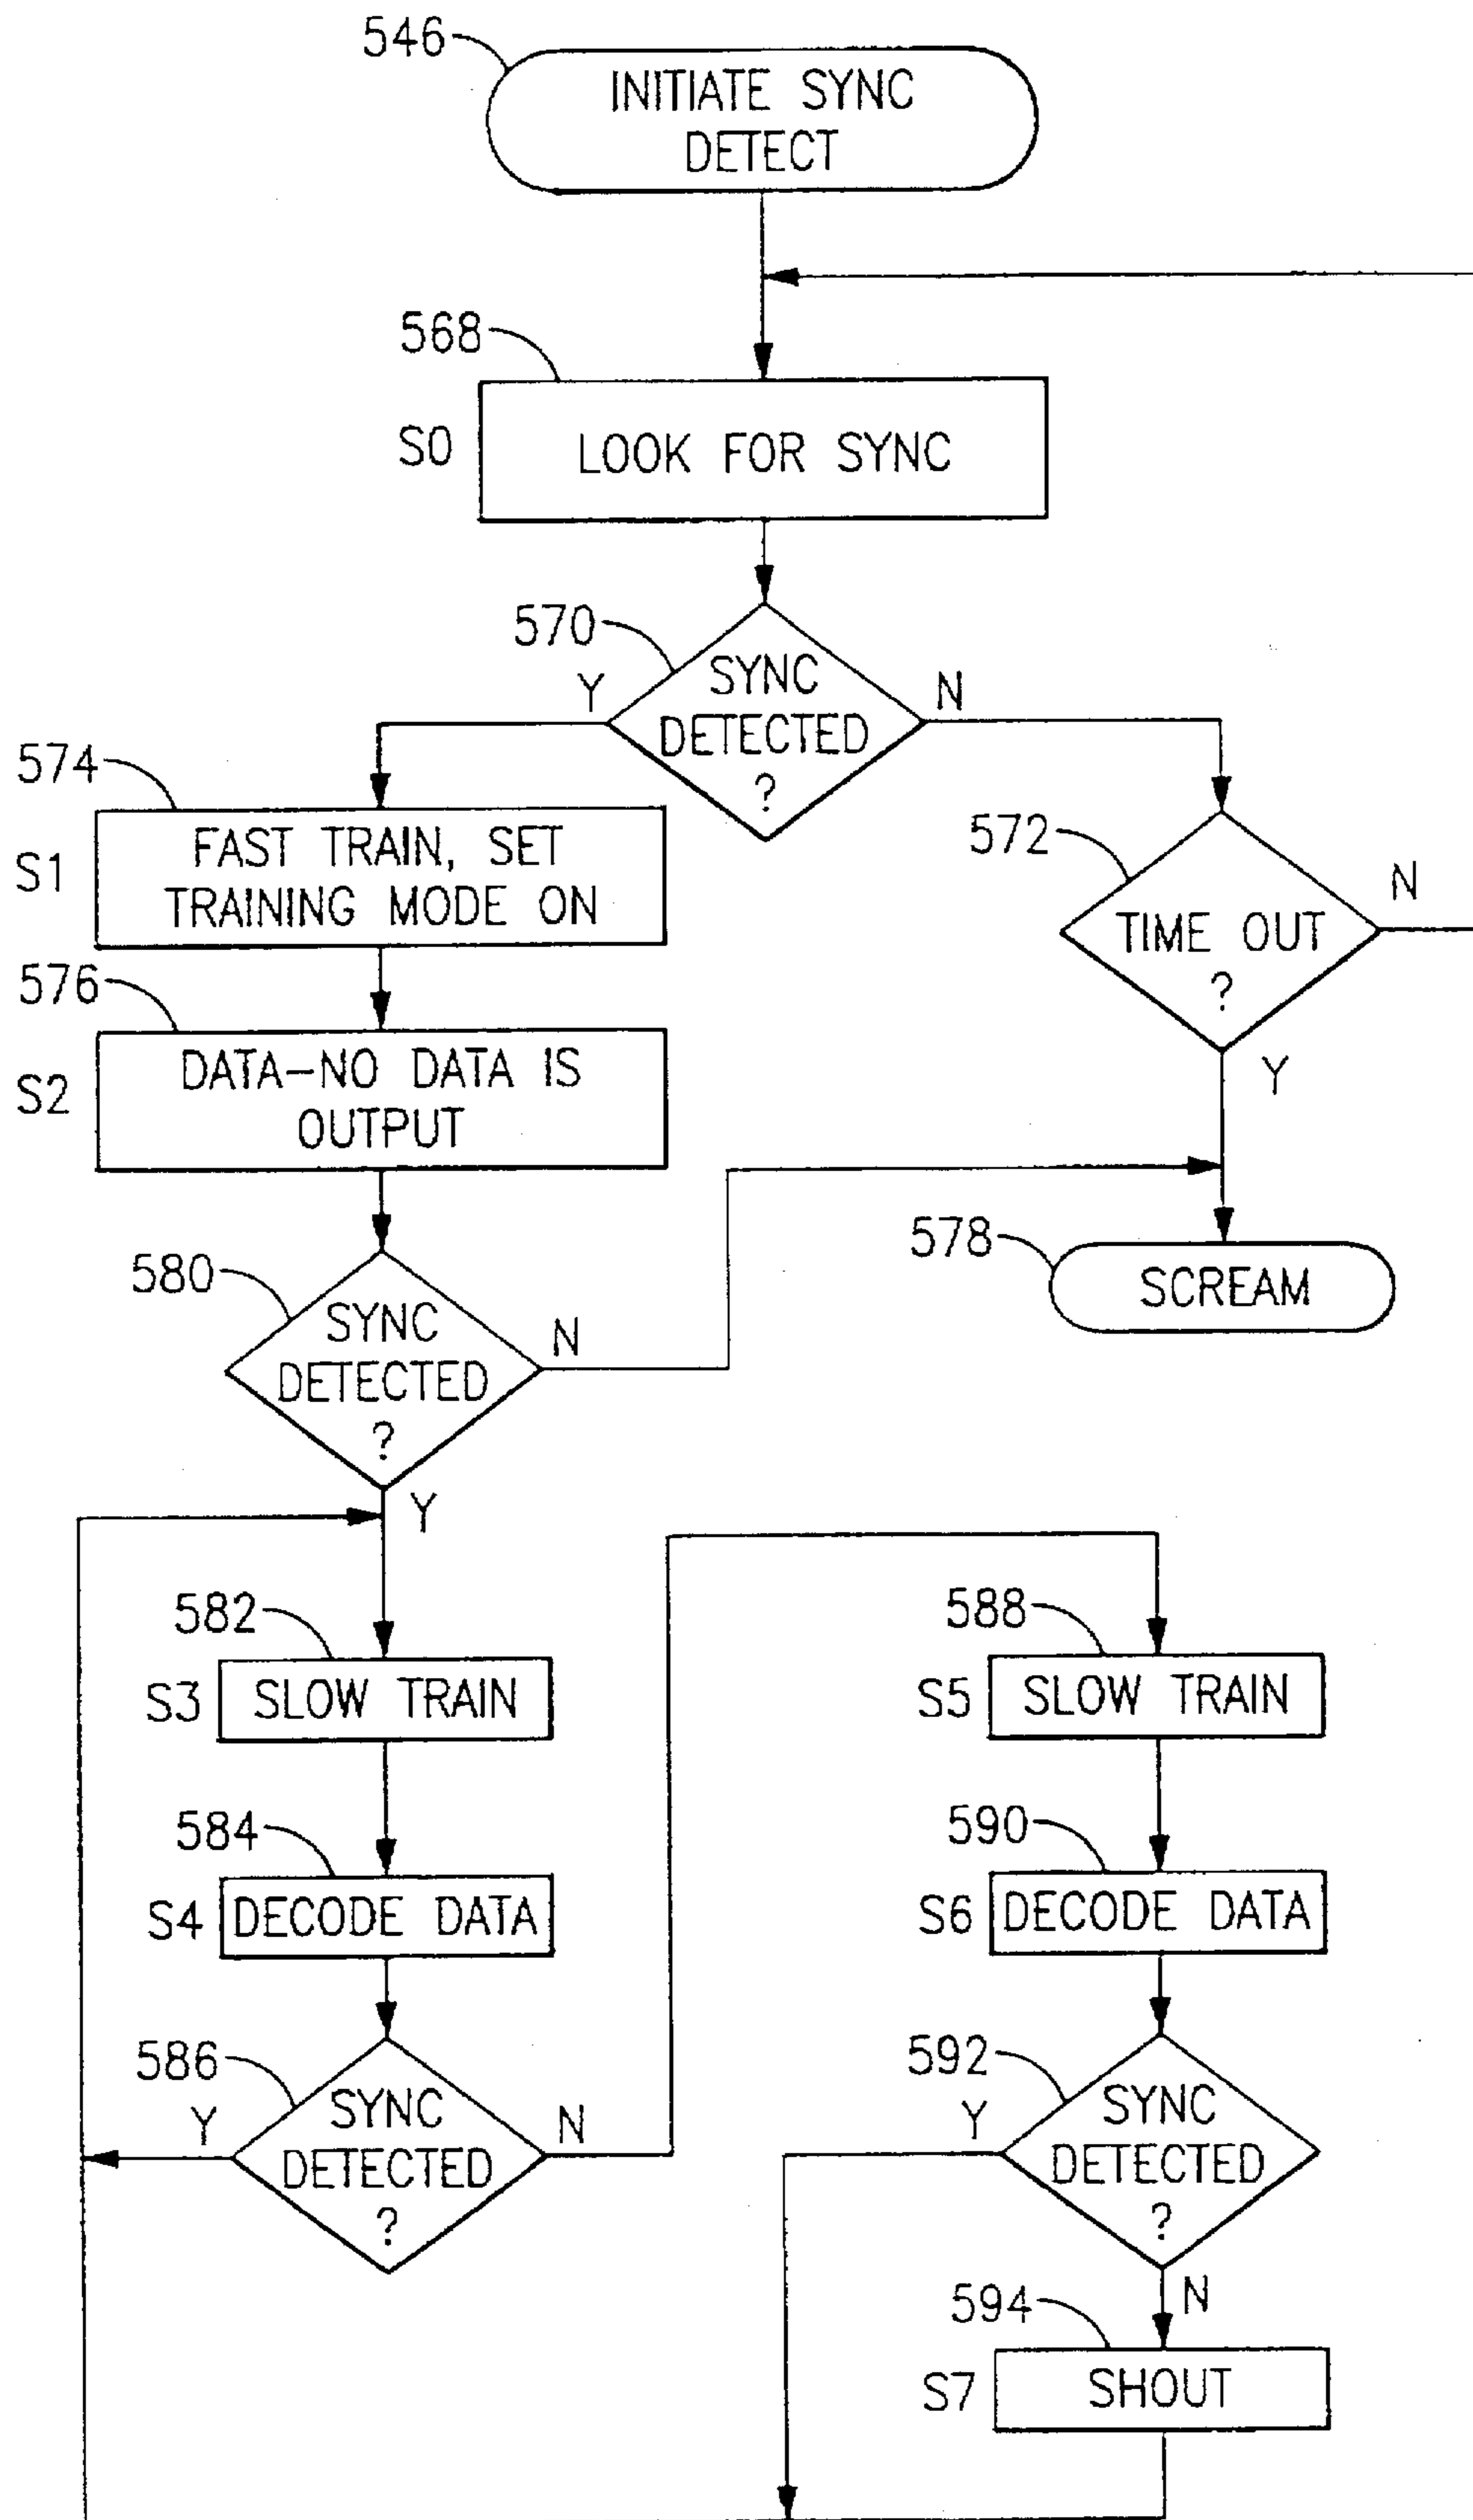 546
INITIATE SYNC
DETECT
568
S0
LOOK FOR SYNC
570
Y
SYNC
DETECTED
?
N
574
S1
FAST TRAIN, SET
TRAINING MODE ON
572
TIME OUT
?
N
Y
576
S2
DATA-NO DATA IS
OUTPUT
578
SCREAM
580
SYNC
DETECTED
?
N
Y
582
S3
SLOW TRAIN
588
S5
SLOW TRAIN
584
S4
DECODE DATA
590
S6
DECODE DATA
586
Y
SYNC
DETECTED
?
N
592
Y
SYNC
DETECTED
?
N
594
S7
SHOUT